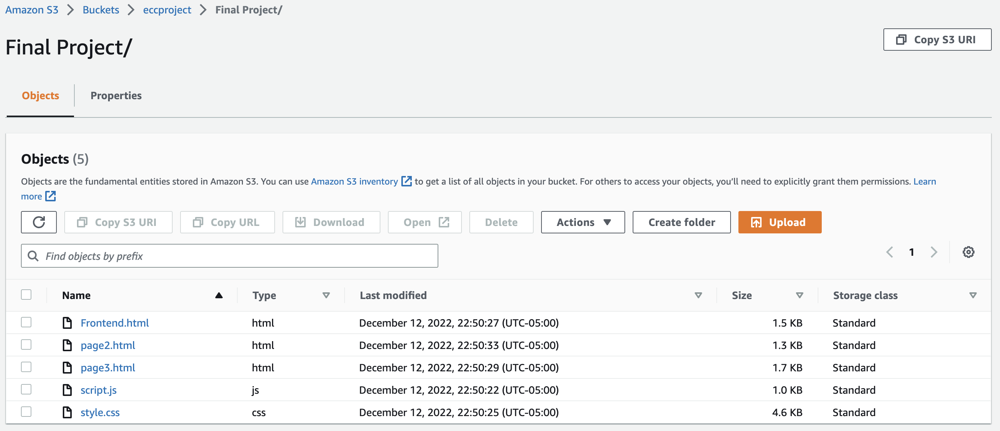 Amazon S3 > Buckets > eccproject > Final Project/
Final Project/
Copy S3 URI
Objects Properties
Objects (5)
Objects are the fundamental entities stored in Amazon S3. You can use Amazon S3 inventory to get a list of all objects in your bucket. For others to access your objects, you’ll need to explicitly grant them permissions. Learn
more
Copy S3 URI Copy URL Download Open Delete Actions Create folder Upload
Find objects by prefix
1
Name Type Last modified Size Storage class
Frontend.html html December 12, 2022, 22:50:27 (UTC-05:00) 1.5 KB Standard
page2.html html December 12, 2022, 22:50:33 (UTC-05:00) 1.3 KB Standard
page3.html html December 12, 2022, 22:50:29 (UTC-05:00) 1.7 KB Standard
script.js js December 12, 2022, 22:50:22 (UTC-05:00) 1.0 KB Standard
style.css css December 12, 2022, 22:50:25 (UTC-05:00) 4.6 KB Standard